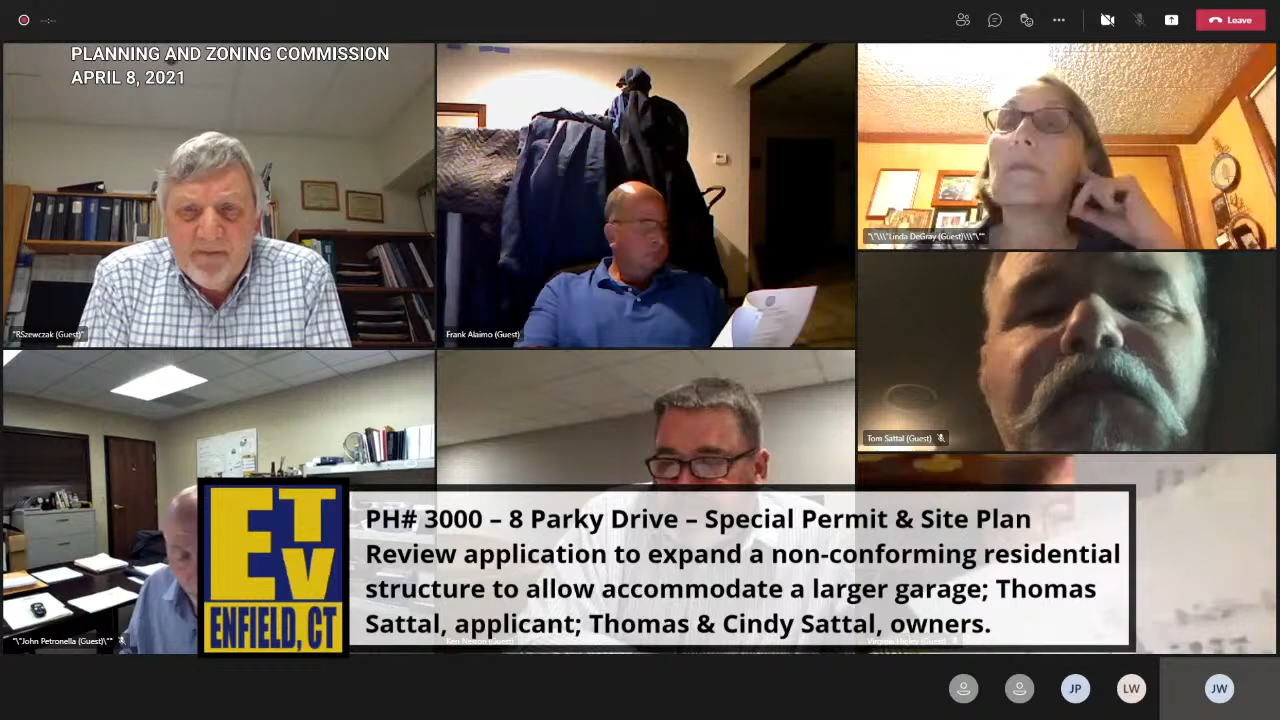 --:--
Leave
PLANNING AND ZONING COMMISSION
APRIL 8, 2021
"RSzewczak (Guest)"
Frank Alaimo (Guest)
"\"\\\"Linda DeGray (Guest)\\\"\""
Tom Sattal (Guest)
"\"John Petronella (Guest)\""
ETV
ENFIELD, CT
PH# 3000 – 8 Parky Drive – Special Permit & Site Plan
Review application to expand a non-conforming residential
structure to allow accommodate a larger garage; Thomas
Sattal, applicant; Thomas & Cindy Sattal, owners.
JP
LW
JW